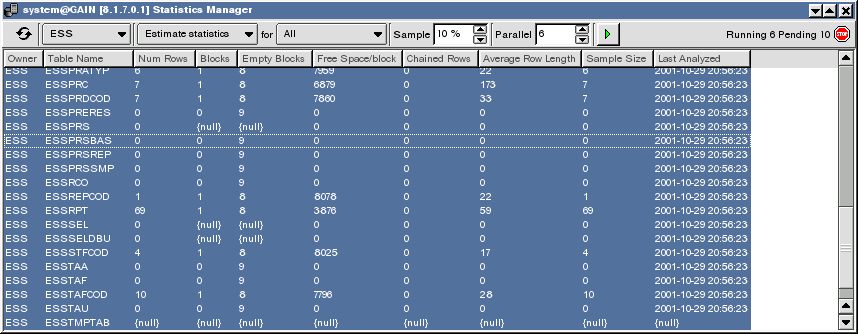 system@GAIN [8.1.7.0.1] Statistics Manager
ESS Estimate statistics for All Sample 10 % Parallel 6 Running 6 Pending 10 STOP
Owner Table Name Num Rows Blocks Empty Blocks Free Space/block Chained Rows Average Row Length Sample Size Last Analyzed
ESS ESSPRATYP 6 1 8 7959 0 22 6 2001-10-29 20:56:23
ESS ESSPRC 7 1 8 6879 0 173 7 2001-10-29 20:56:23
ESS ESSPRDCOD 7 1 8 7860 0 33 7 2001-10-29 20:56:23
ESS ESSPRERES 0 0 9 0 0 0 0 2001-10-29 20:56:23
ESS ESSPRS 0 {null} {null} 0 0 0 0 2001-10-29 20:56:23
ESS ESSPRSBAS 0 0 9 0 0 0 0 2001-10-29 20:56:23
ESS ESSPRSREP 0 0 9 0 0 0 0 2001-10-29 20:56:23
ESS ESSPRSSMP 0 0 9 0 0 0 0 2001-10-29 20:56:23
ESS ESSRCO 0 0 9 0 0 0 0 2001-10-29 20:56:23
ESS ESSREPCOD 1 1 8 8078 0 22 1 2001-10-29 20:56:23
ESS ESSRPT 69 1 8 3876 0 59 69 2001-10-29 20:56:23
ESS ESSSEL 0 {null} {null} 0 0 0 0 2001-10-29 20:56:23
ESS ESSSELDBU 0 {null} {null} 0 0 0 0 2001-10-29 20:56:23
ESS ESSSTFCOD 4 1 8 8025 0 17 4 2001-10-29 20:56:23
ESS ESSTAA 0 0 9 0 0 0 0 2001-10-29 20:56:23
ESS ESSTAF 0 0 9 0 0 0 0 2001-10-29 20:56:23
ESS ESSTAFCOD 10 1 8 7796 0 28 10 2001-10-29 20:56:23
ESS ESSTAU 0 0 9 0 0 0 0 2001-10-29 20:56:23
ESS ESSTMPTAB {null} {null} {null} {null} {null} {null} {null} {null}